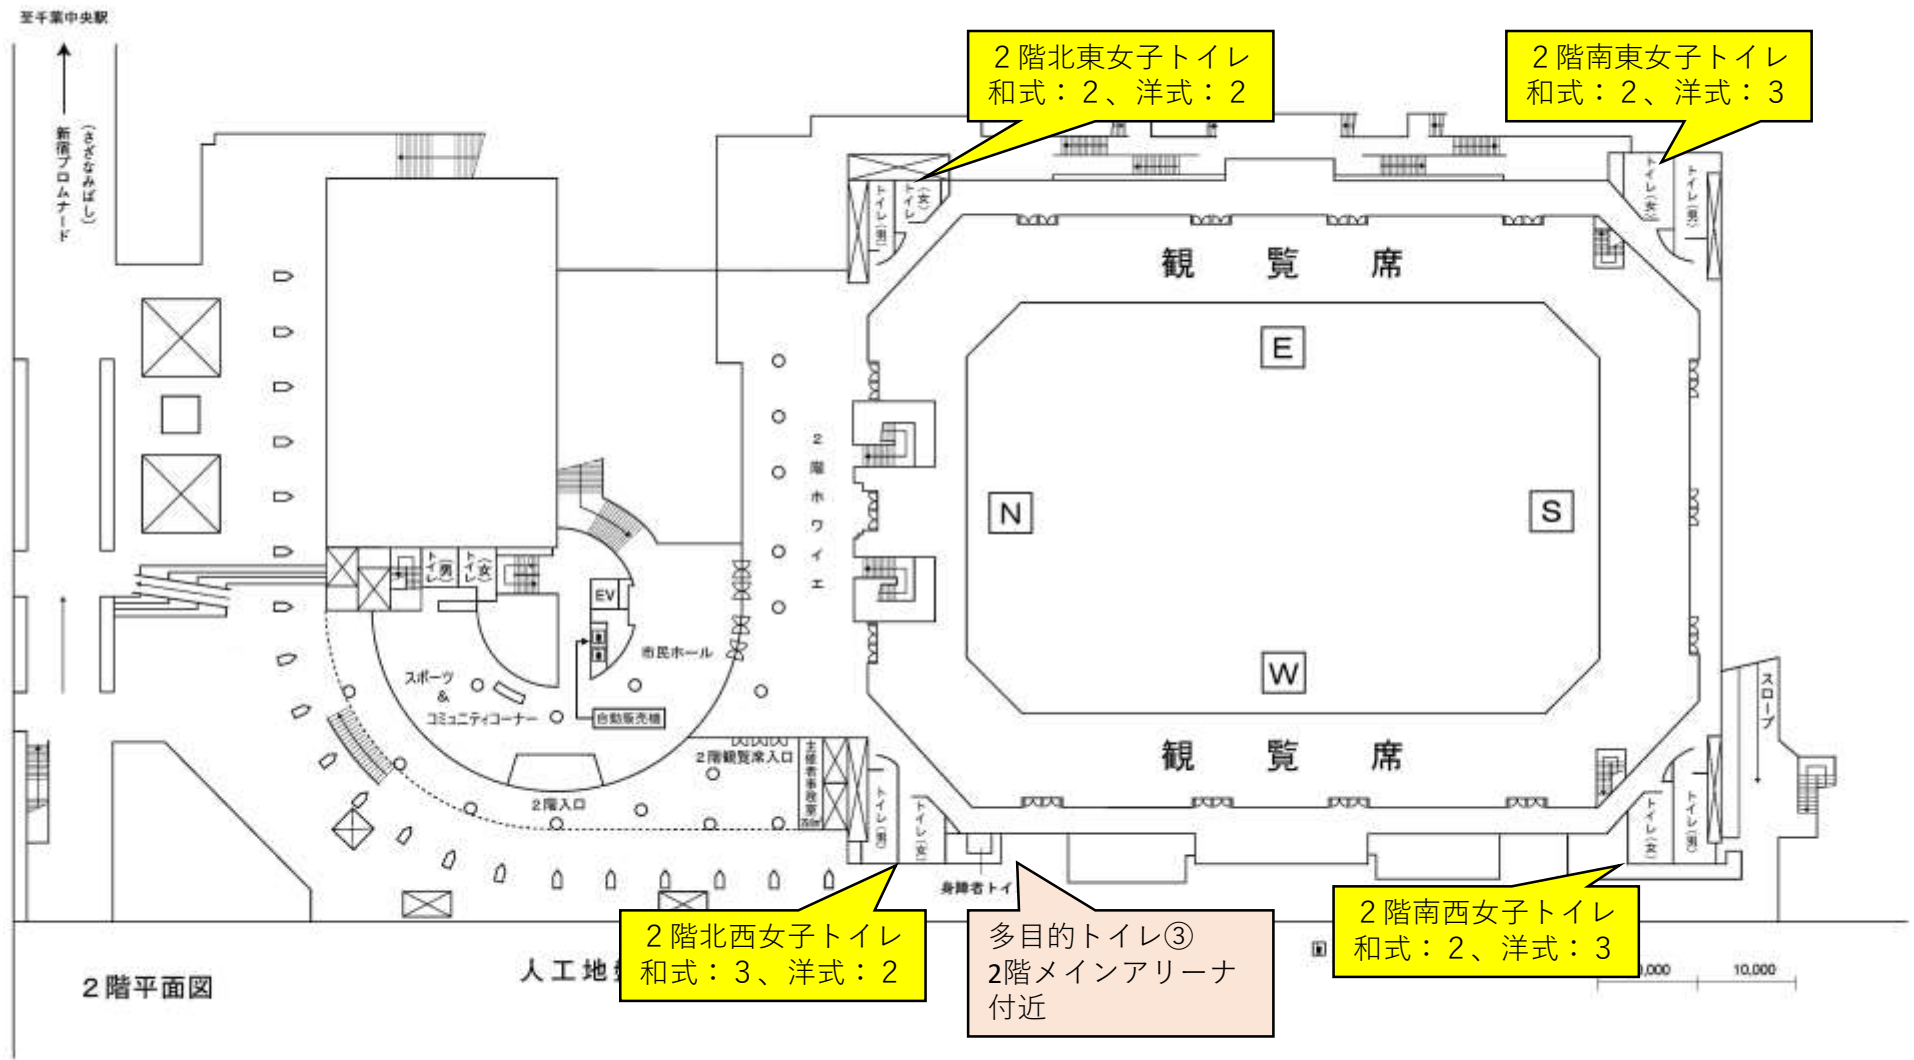 至千葉中央駅
２階北東女子トイレ
和式：２、洋式：２
２階南東女子トイレ
和式：２、洋式：３
(さざなみばし)
新宿プロムナード
トイレ(男)
トイレ(女)
トイレ(女)
トイレ(男)
観覧席
E
２階ホワイエ
N
S
トイレ(男)
トイレ(女)
EV
市民ホール
スポーツ
&
コミュニティコーナー
自動販売機
W
スロープ
２階観覧席入口
主催者事務室
観覧席
２階入口
トイレ(男)
トイレ(女)
トイレ(女)
トイレ(男)
身障者トイ
２階北西女子トイレ
和式：３、洋式：２
多目的トイレ③
2階メインアリーナ
付近
２階南西女子トイレ
和式：２、洋式：３
２階平面図
人工地
,000
10,000